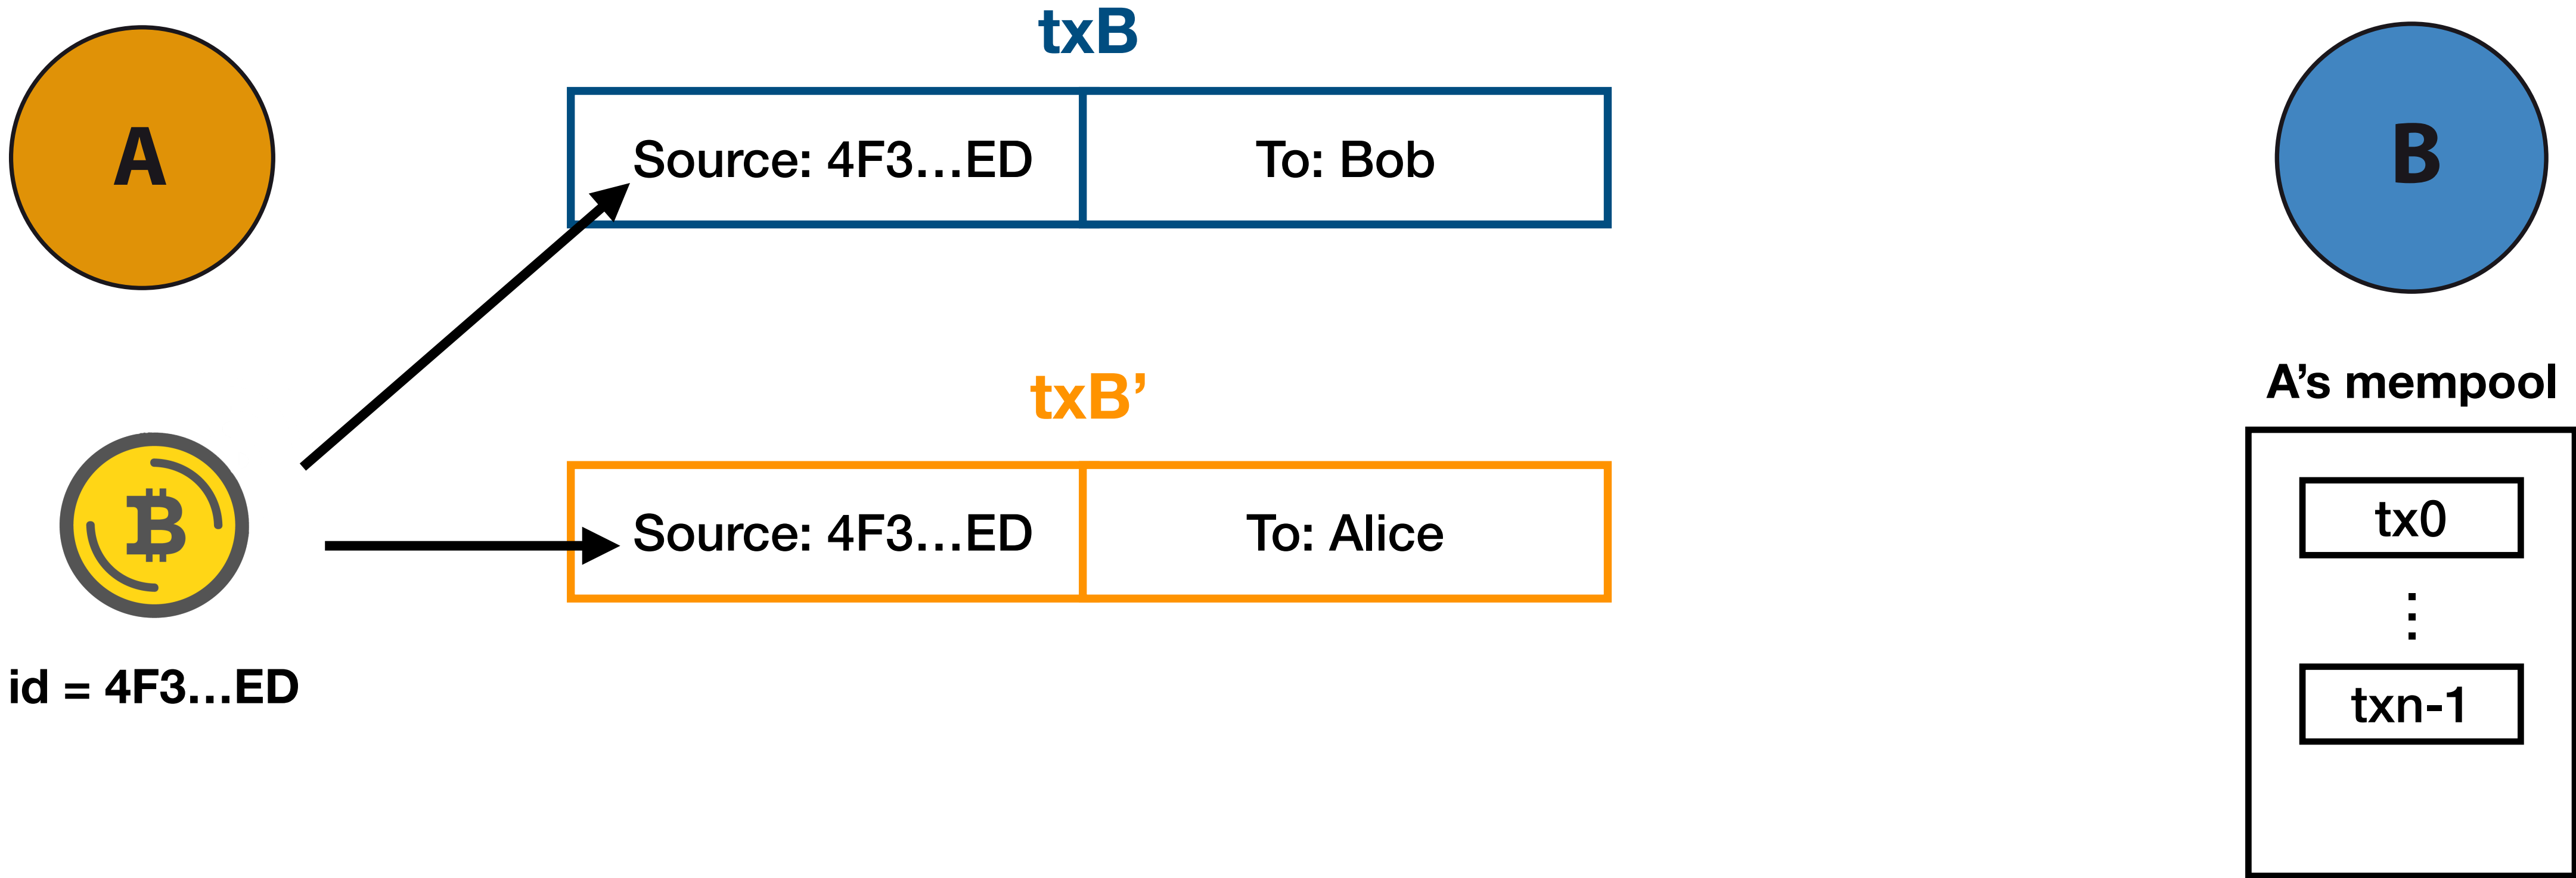 txB
A
Source: 4F3...ED
To: Bob
B
txB’
A’s mempool
₿
Source: 4F3...ED
To: Alice
tx0
⋮
id = 4F3...ED
txn-1